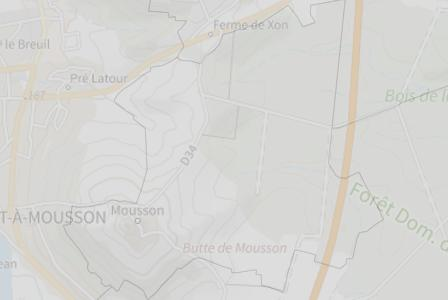 Ferme de Xon
le Breuil
Pré Latour
Bois de l
D34
Forêt Dom. d
T-À-MOUSSON
Mousson
Butte de Mousson
ean